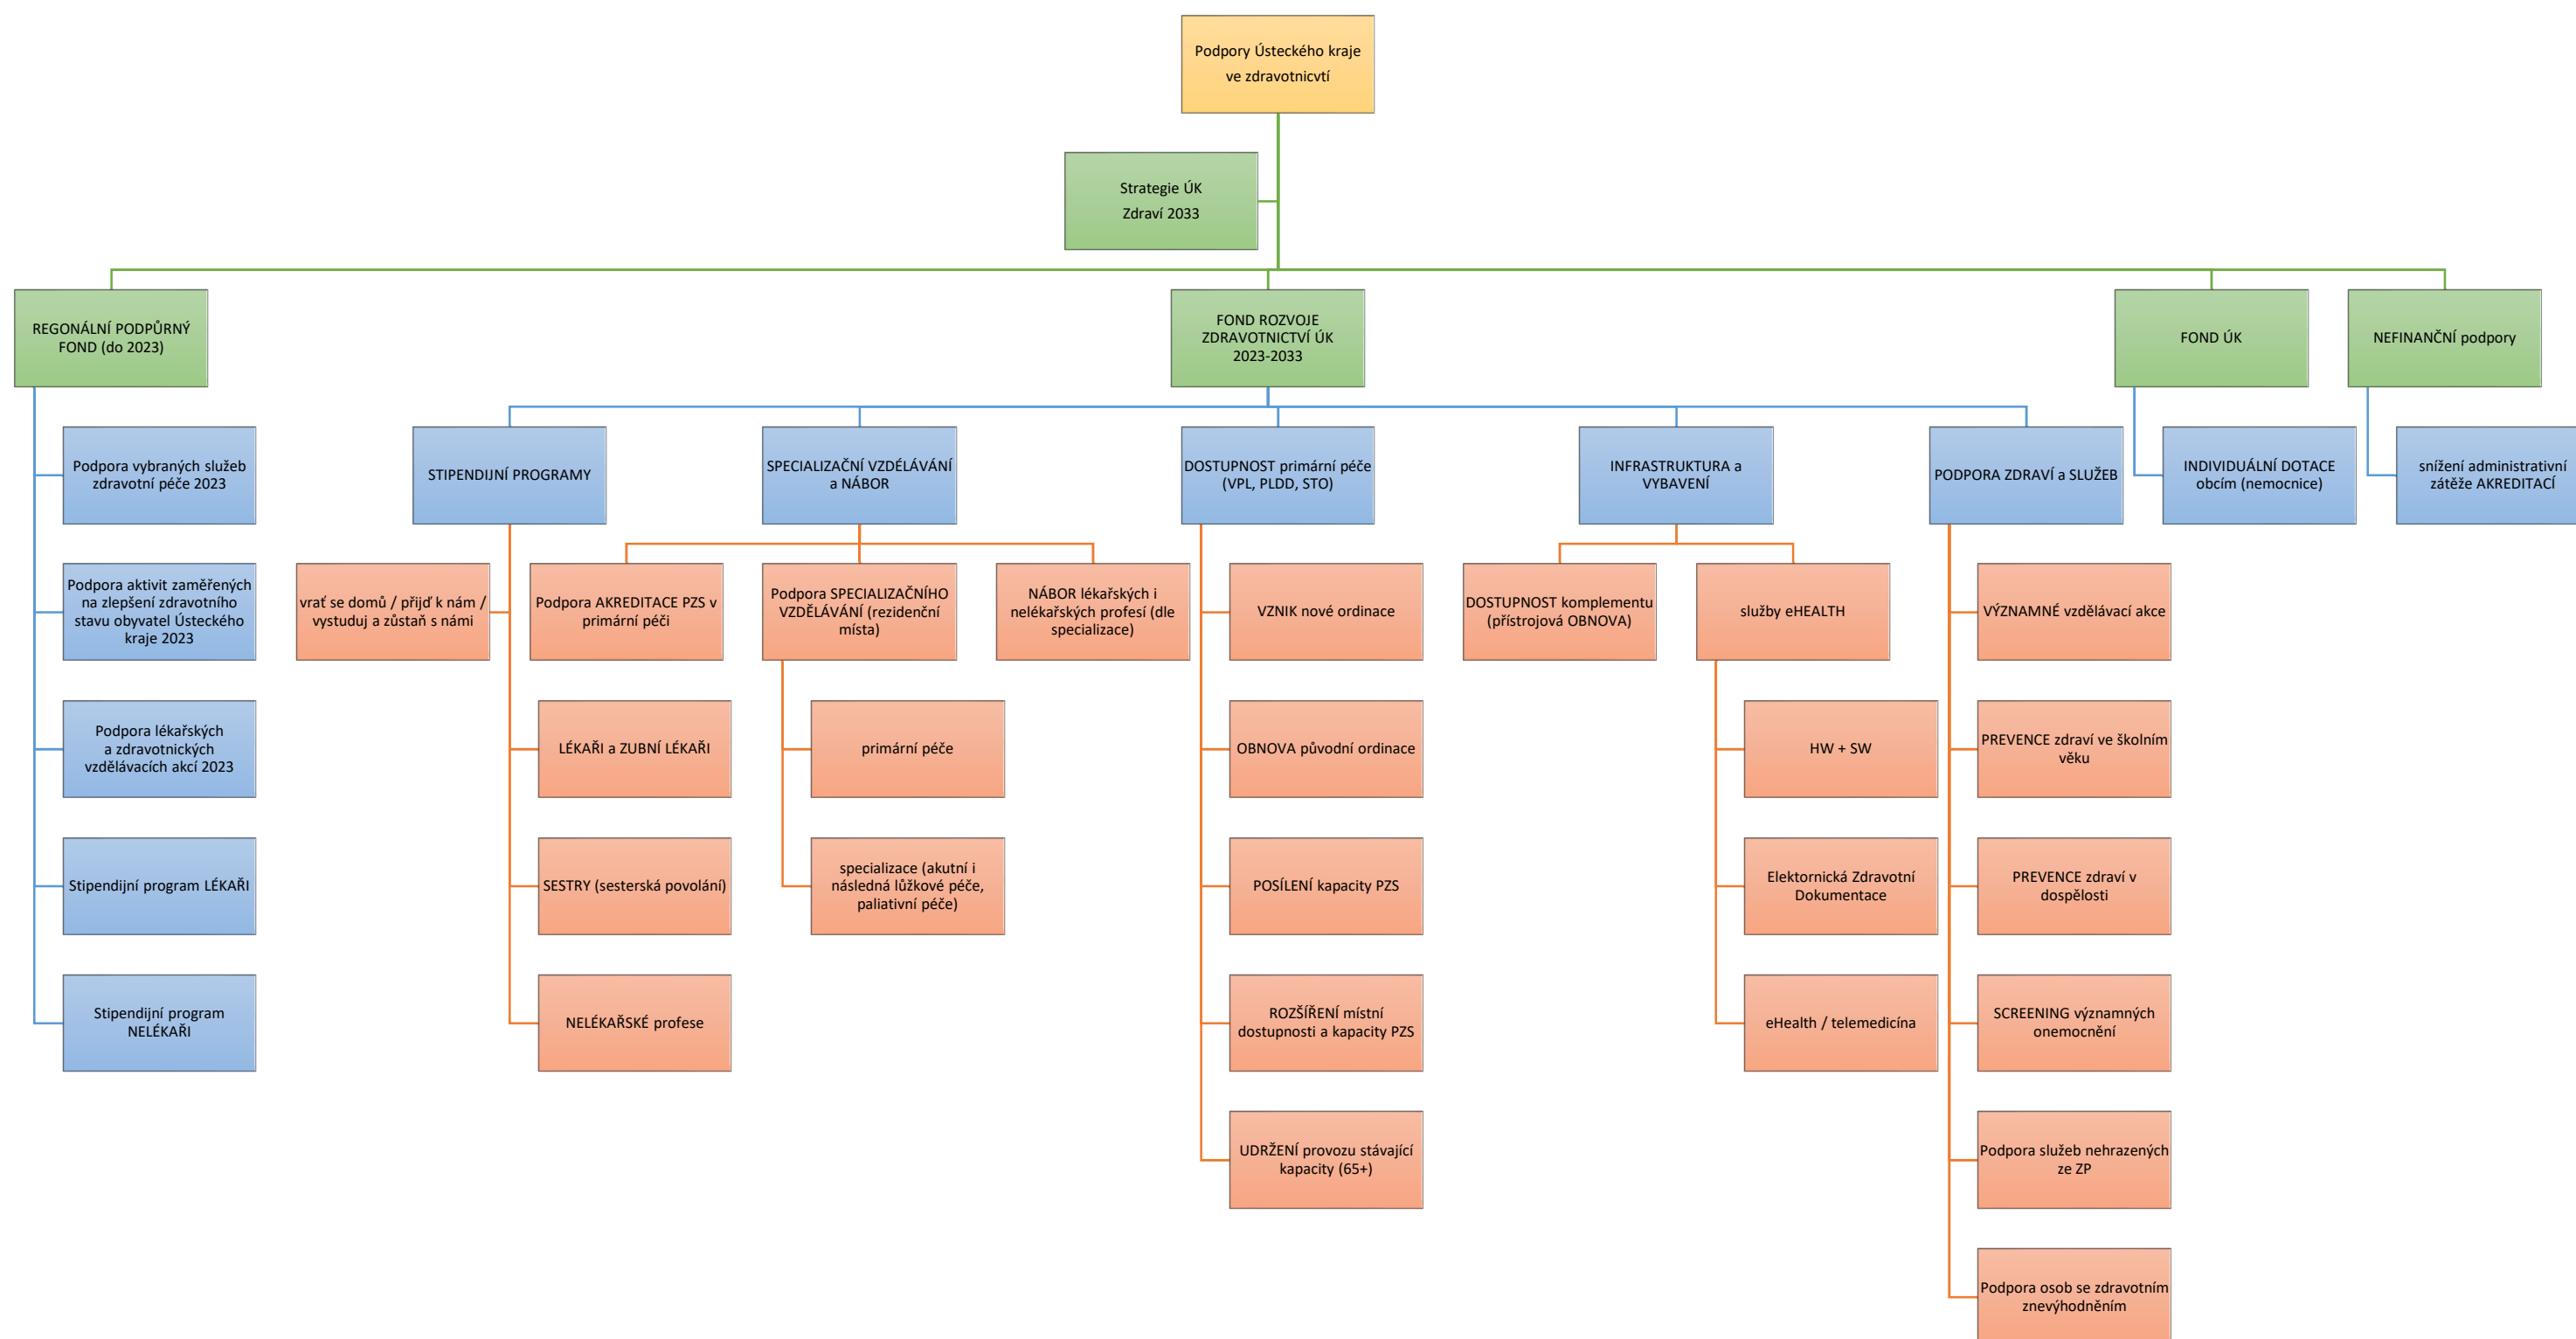 Podpory Ústeckého kraje
ve zdravotnicvtí
Strategie ÚK
Zdraví 2033
REGONÁLNÍ PODPŮRNÝ
FOND (do 2023)
FOND ROZVOJE
ZDRAVOTNICTVÍ ÚK
2023-2033
FOND ÚK
NEFINANČNÍ podpory
Podpora vybraných služeb
zdravotní péče 2023
STIPENDIJNÍ PROGRAMY
SPECIALIZAČNÍ VZDĚLÁVÁNÍ
a NÁBOR
DOSTUPNOST primární péče
(VPL, PLDD, STO)
INFRASTRUKTURA a
VYBAVENÍ
PODPORA ZDRAVÍ a SLUŽEB
INDIVIDUÁLNÍ DOTACE
obcím (nemocnice)
snížení administrativní
zátěže AKREDITACÍ
Podpora aktivit zaměřených
na zlepšení zdravotního
stavu obyvatel Ústeckého
kraje 2023
vrať se domů / přijď k nám /
vystuduj a zůstaň s námi
Podpora AKREDITACE PZS v
primární péči
Podpora SPECIALIZAČNÍHO
VZDĚLÁVÁNÍ (rezidenční
místa)
NÁBOR lékařských i
nelékařských profesí (dle
specializace)
VZNIK nové ordinace
DOSTUPNOST komplementu
(přístrojová OBNOVA)
služby eHEALTH
VÝZNAMNÉ vzdělávací akce
Podpora lékařských
a zdravotnických
vzdělávacích akcí 2023
LÉKAŘI a ZUBNÍ LÉKAŘI
primární péče
OBNOVA původní ordinace
HW + SW
PREVENCE zdraví ve školním
věku
Stipendijní program LÉKAŘI
SESTRY (sesterská povolání)
specializace (akutní i
následná lůžkové péče,
paliativní péče)
POSÍLENÍ kapacity PZS
Elektornická Zdravotní
Dokumentace
PREVENCE zdraví v
dospělosti
Stipendijní program
NELÉKAŘI
NELÉKAŘSKÉ profese
ROZŠÍŘENÍ místní
dostupnosti a kapacity PZS
eHealth / telemedicína
SCREENING významných
onemocnění
UDRŽENÍ provozu stávající
kapacity (65+)
Podpora služeb nehrazených
ze ZP
Podpora osob se zdravotním
znevýhodněním